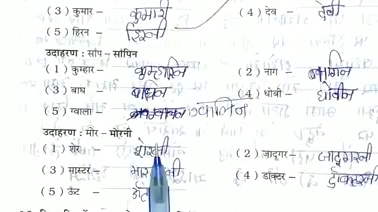 ( 3 ) कुमार – कुमारी ( 4 ) देव – देवी
( 5 ) हिरन –
उदाहरण : सांप – सांपिन
( 1 ) कुम्हार – कुम्हारिन ( 2 ) नाग – नागिन
( 3 ) बाघ – बाघिन ( 4 ) धोबी – धोबिन
( 5 ) ग्वाला – ग्वालिन
उदाहरण : मोर – मोरनी
( 1 ) शेर – शेरनी ( 2 ) जादूगर – जादूगरनी
( 3 ) मास्टर – ( 4 ) डॉक्टर – डॉक्टरनी
( 5 ) ऊँट –